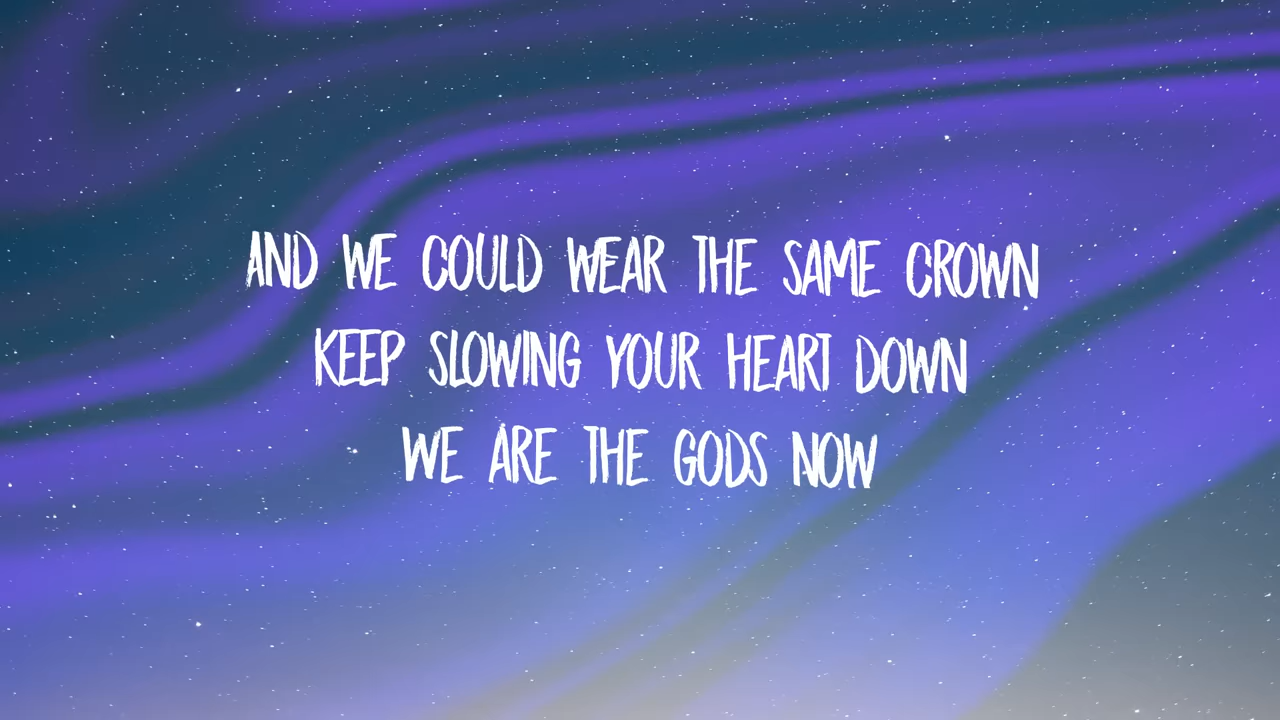 AND WE COULD WEAR THE SAME CROWN
KEEP SLOWING YOUR HEART DOWN
WE ARE THE GODS NOW